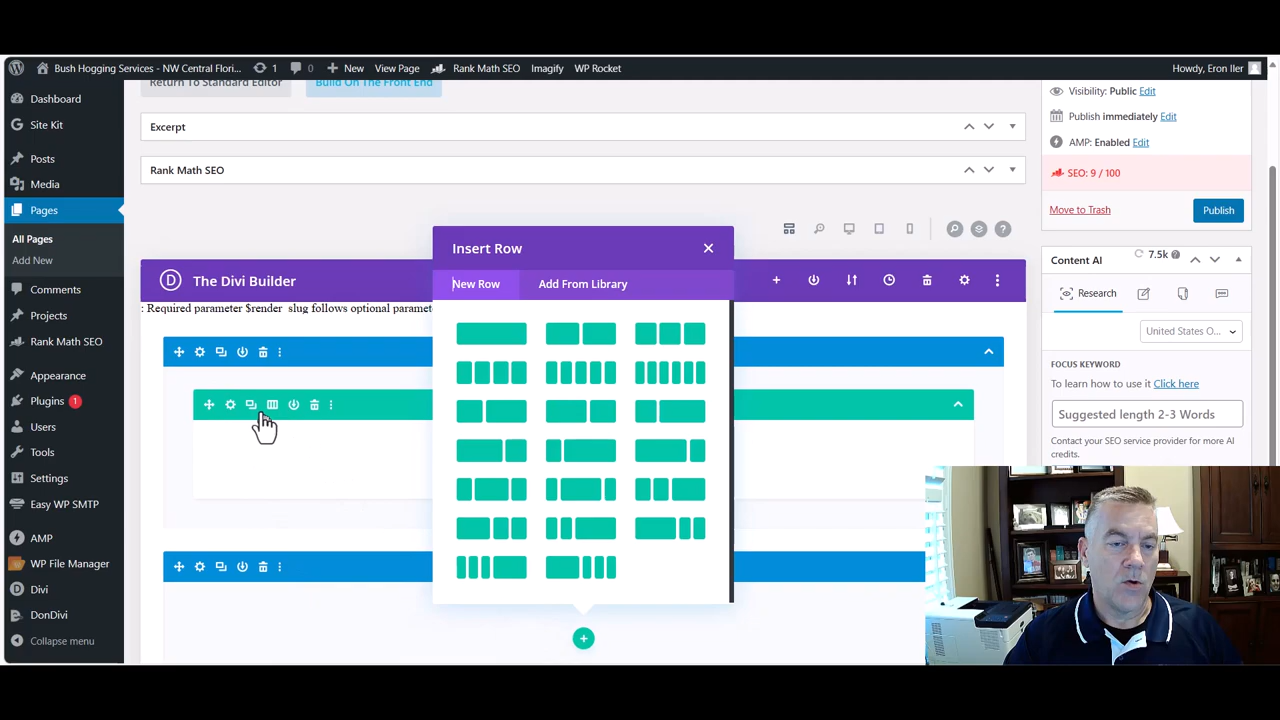 Bush Hogging Services - NW Central Flori... 1 0 New View Page Rank Math SEO Imagify WP Rocket Howdy, Eron Iler
Return To Standard Editor Build On The Front End
Dashboard
Site Kit
Posts
Media
Pages
All Pages
Add New
Comments
Projects
Rank Math SEO
Appearance
Plugins 1
Users
Tools
Settings
Easy WP SMTP
AMP
WP File Manager
Divi
DonDivi
Collapse menu
Excerpt
Rank Math SEO
D The Divi Builder
: Required parameter $render_slug follows optional paramet
Insert Row
New Row Add From Library
Visibility: Public Edit
Publish immediately Edit
AMP: Enabled Edit
SEO: 9 / 100
Move to Trash Publish
Content AI 7.5k
Research
United States O...
FOCUS KEYWORD
To learn how to use it Click here
Suggested length 2-3 Words
Contact your SEO service provider for more AI
credits.